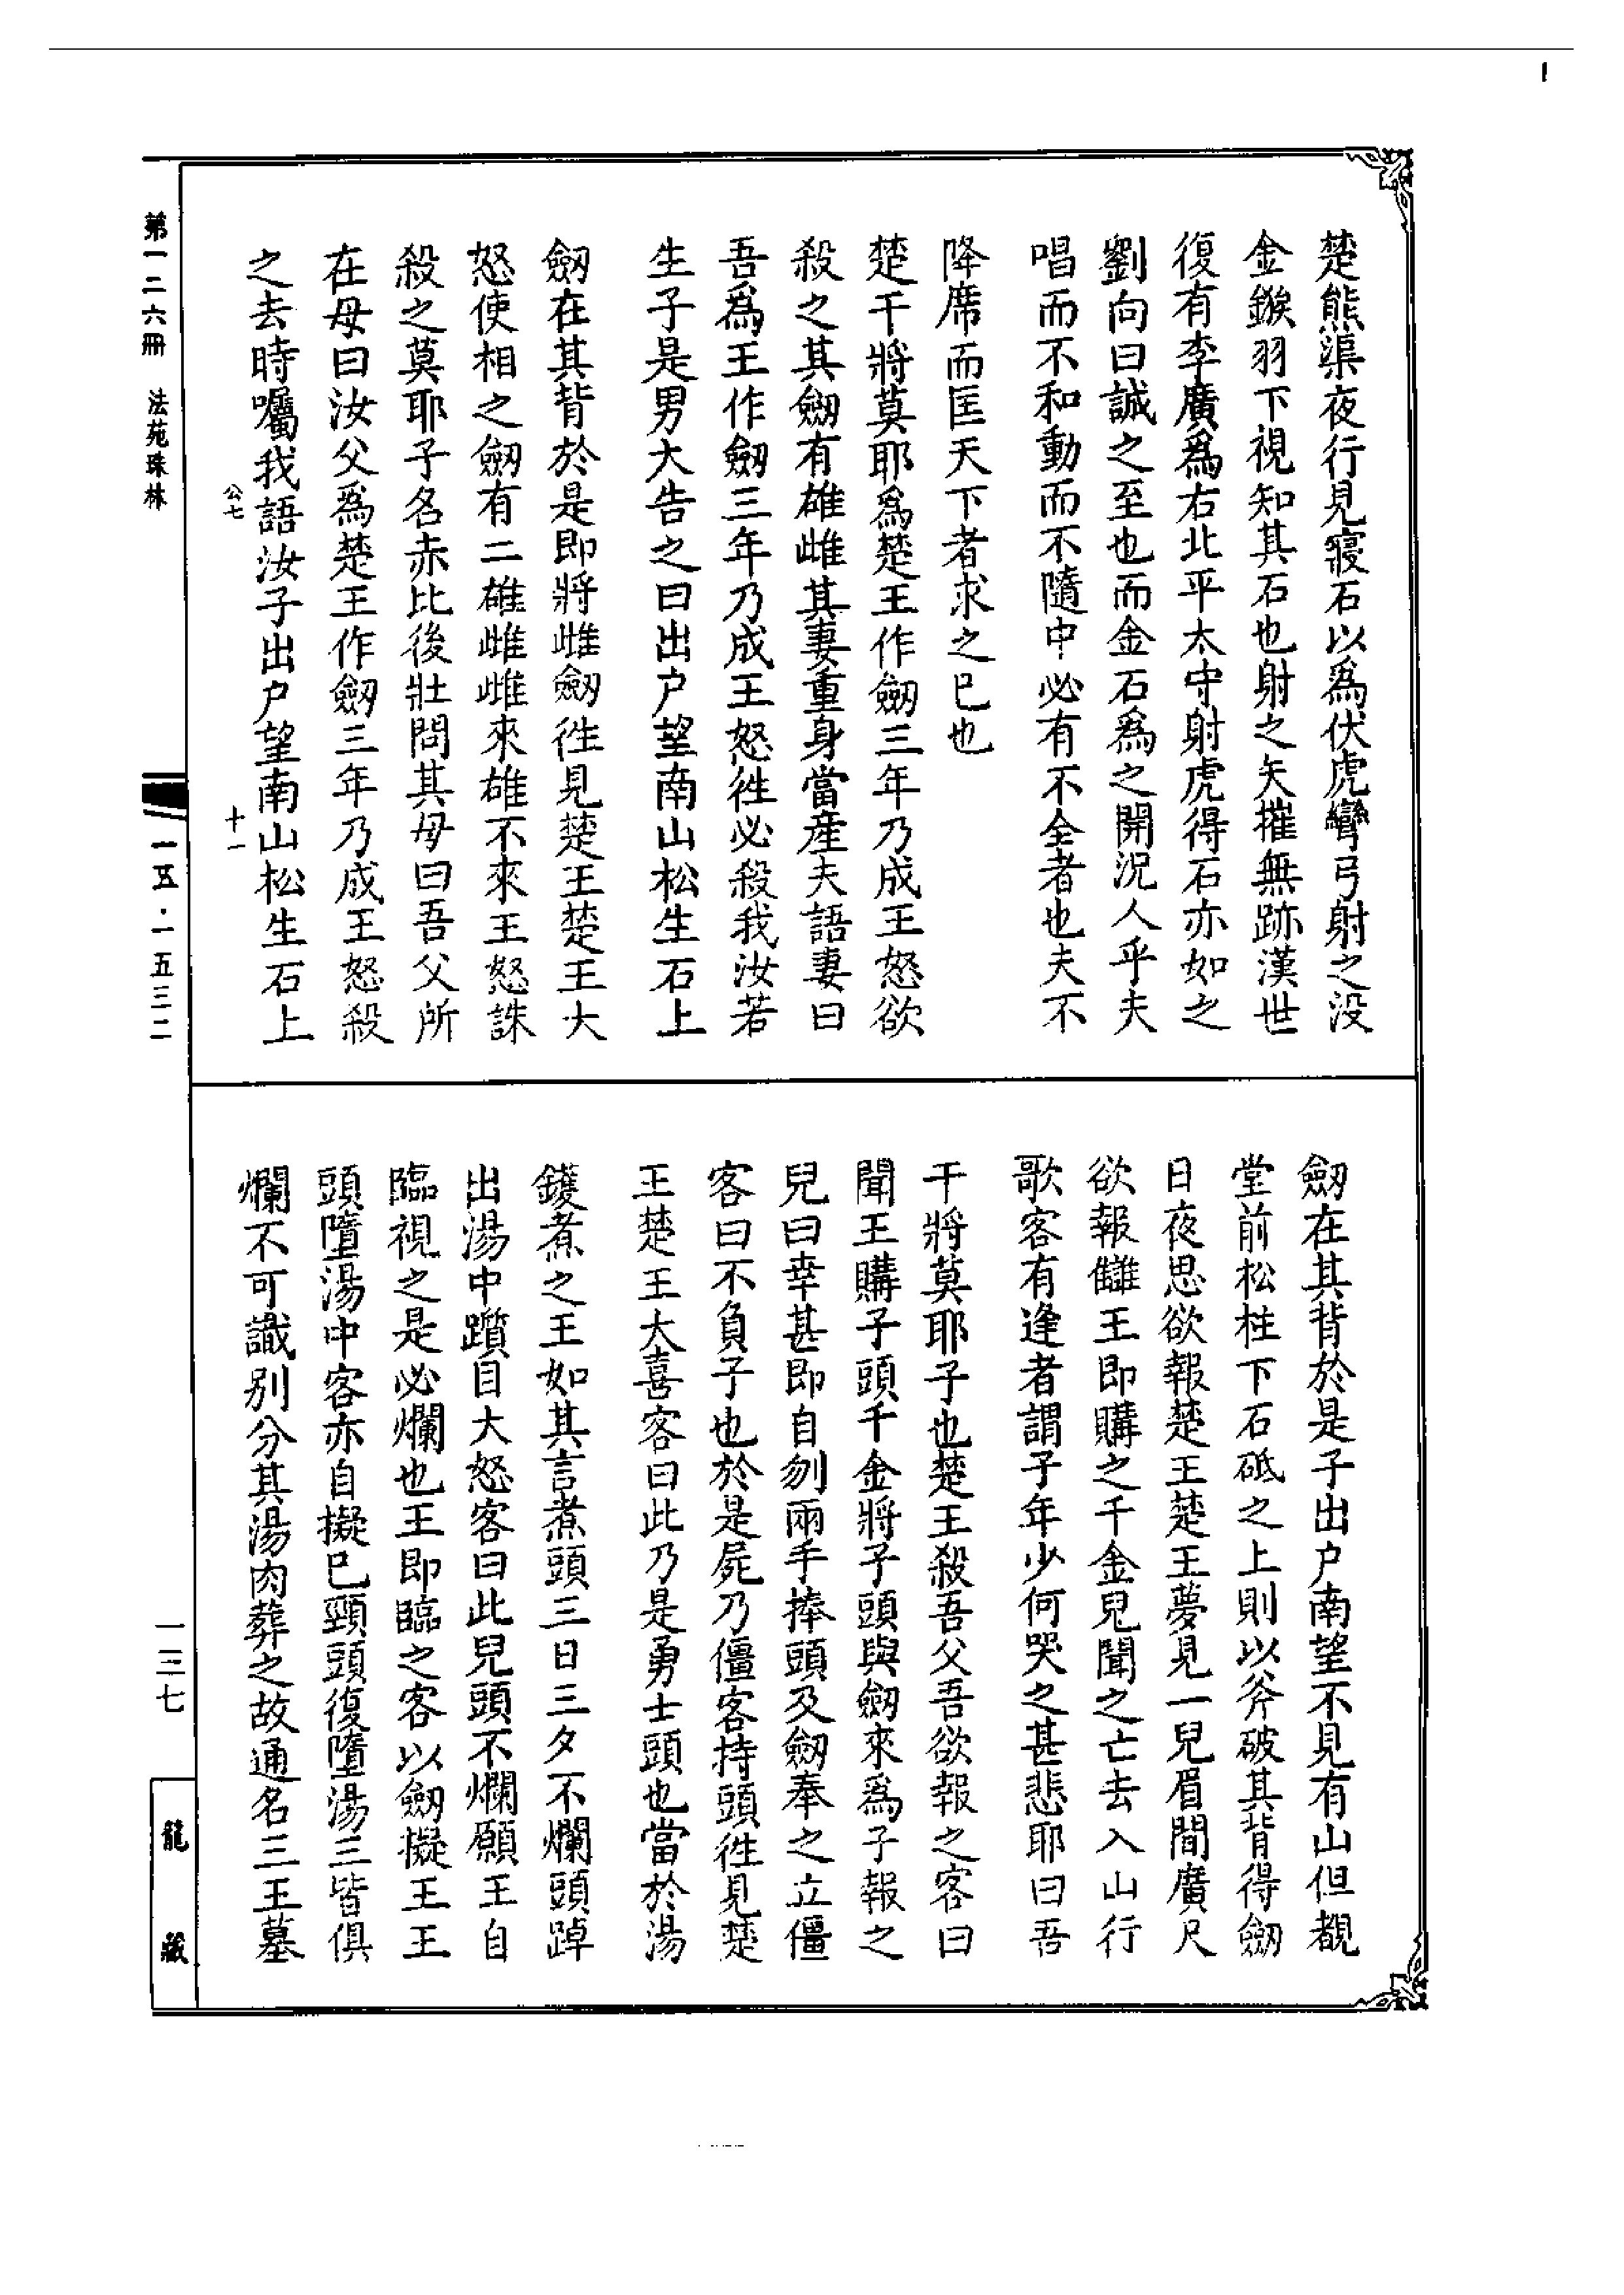 楚熊渠夜行見寢石以爲伏虎彎弓射之没
金鏃羽下視知其石也射之矢摧無跡漢世
復有李廣爲右北平太守射虎得石亦如之
劉向曰誠之至也而金石爲之開況人乎夫
唱而不和動而不隨中必有不全者也夫不
降席而匡天下者求之已也
楚干將莫耶爲楚王作劒三年乃成王怒欲
殺之其劒有雄雌其妻重身當産夫語妻曰
吾爲王作劒三年乃成王怒徃必殺我汝若
生子是男大告之曰出户望南山松生石上
劒在其背於是即將雌劒徃見楚王楚王大
怒使相之劒有二雄雌雌來雄不來王怒誅
殺之莫耶子名赤比後壯問其母曰吾父所
在母曰汝父爲楚王作劒三年乃成王怒殺
之去時囑我語汝子出户望南山松生石上
公七
十一
劒在其背於是子出户南望不見有山但覩
堂前松柱下石砥之上則以斧破其背得劒
日夜思欲報楚王楚王夢見一兒眉間廣尺
欲報讎王即購之千金兒聞之亡去入山行
歌客有逢者謂子年少何哭之甚悲耶曰吾
干將莫耶子也楚王殺吾父吾欲報之客曰
聞王購子頭千金將子頭與劒來爲子報之
兒曰幸甚即自刎兩手捧頭及劒奉之立僵
客曰不負子也於是屍乃僵客持頭徃見楚
王楚王大喜客曰此乃是勇士頭也當於湯
鑊煮之王如其言煮頭三日三夕不爛頭踔
出湯中躓目大怒客曰此兒頭不爛願王自
臨視之是必爛也王即臨之客以劒擬王王
頭墮湯中客亦自擬已頸頭復墮湯三皆俱
爛不可識别分其湯肉葬之故通名三王墓
第一二六冊　法苑珠林
一五·一五三二
一三七
龍藏